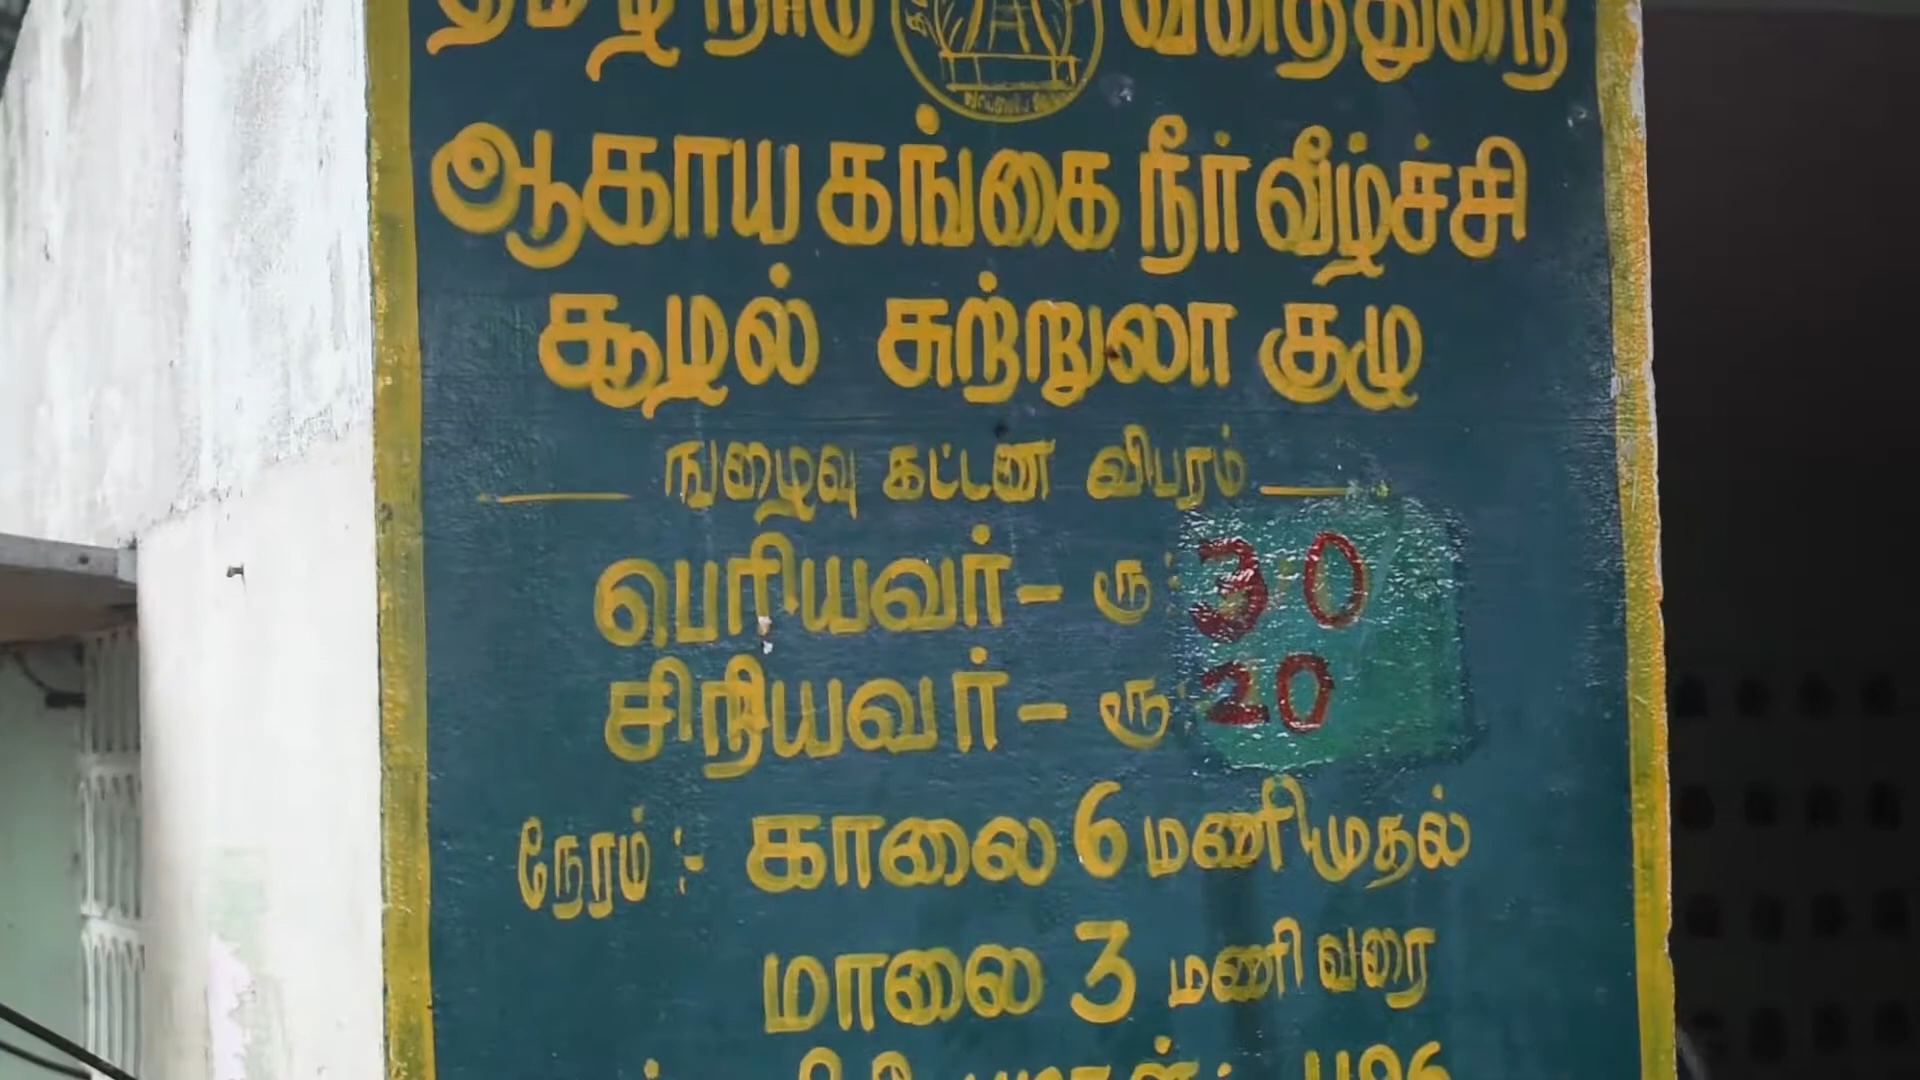 தமிழ்நாடு வனத்துறை
ஆகாய கங்கை நீர்வீழ்ச்சி
சூழல் சுற்றுலா குழு
நுழைவு கட்டண விபரம்
பெரியவர் - ரூ: 30
சிறியவர் - ரூ: 20
நேரம் :- காலை 6 மணி முதல்
மாலை 3 மணி வரை